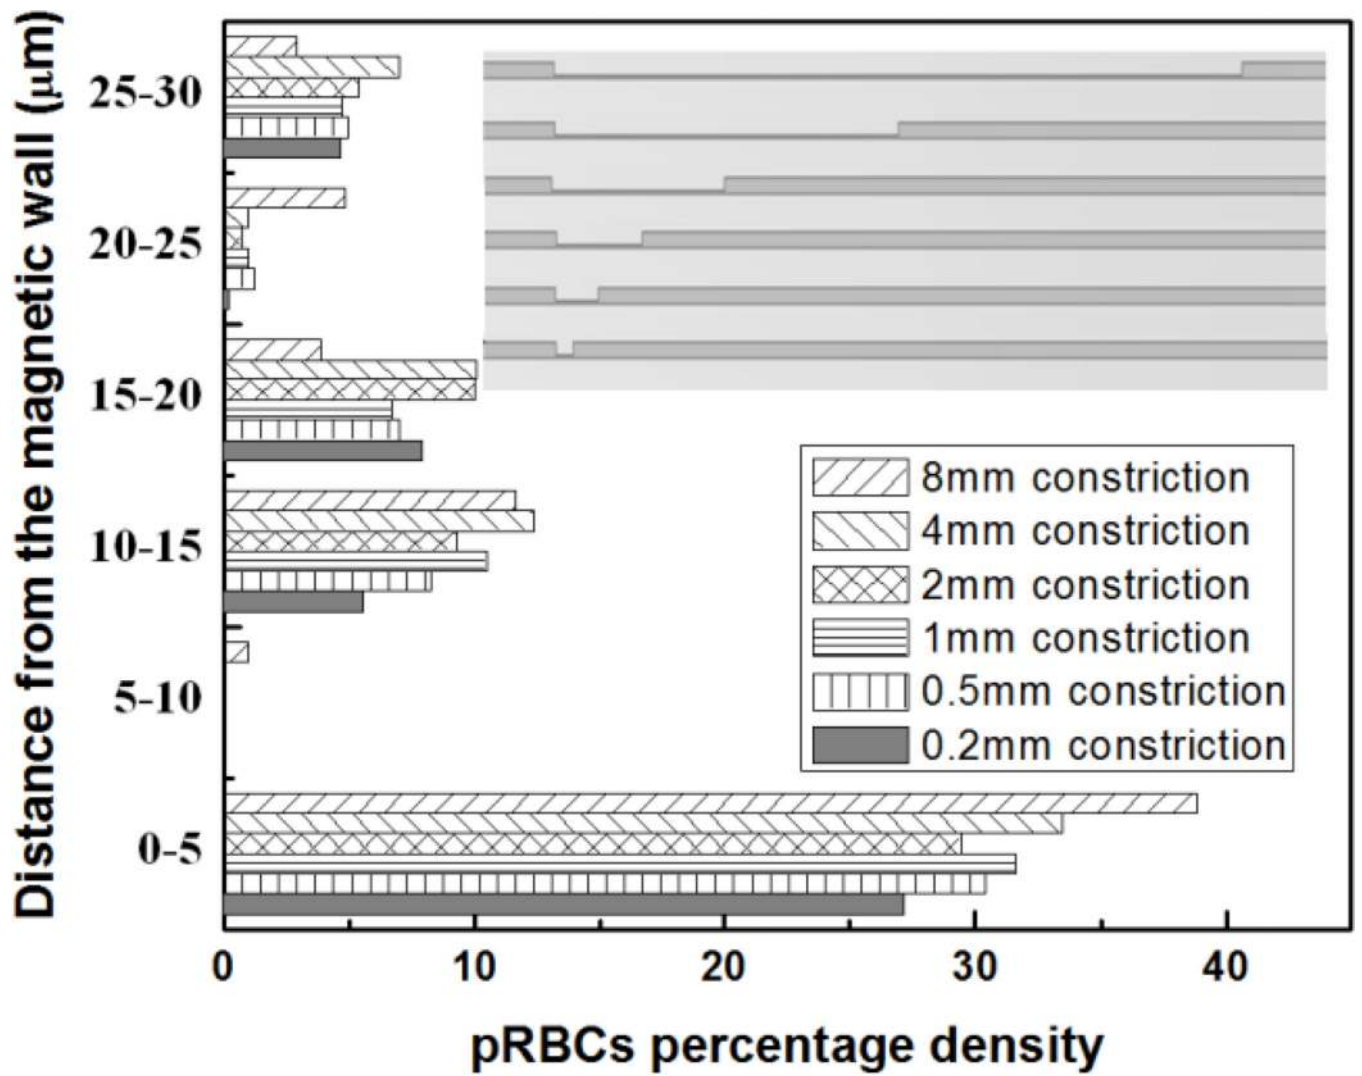 Distance from the magnetic wall (μm)
25-30
20-25
15-20
10-15
5-10
0-5
8mm constriction
4mm constriction
2mm constriction
1mm constriction
0.5mm constriction
0.2mm constriction
0 10 20 30 40
pRBCs percentage density